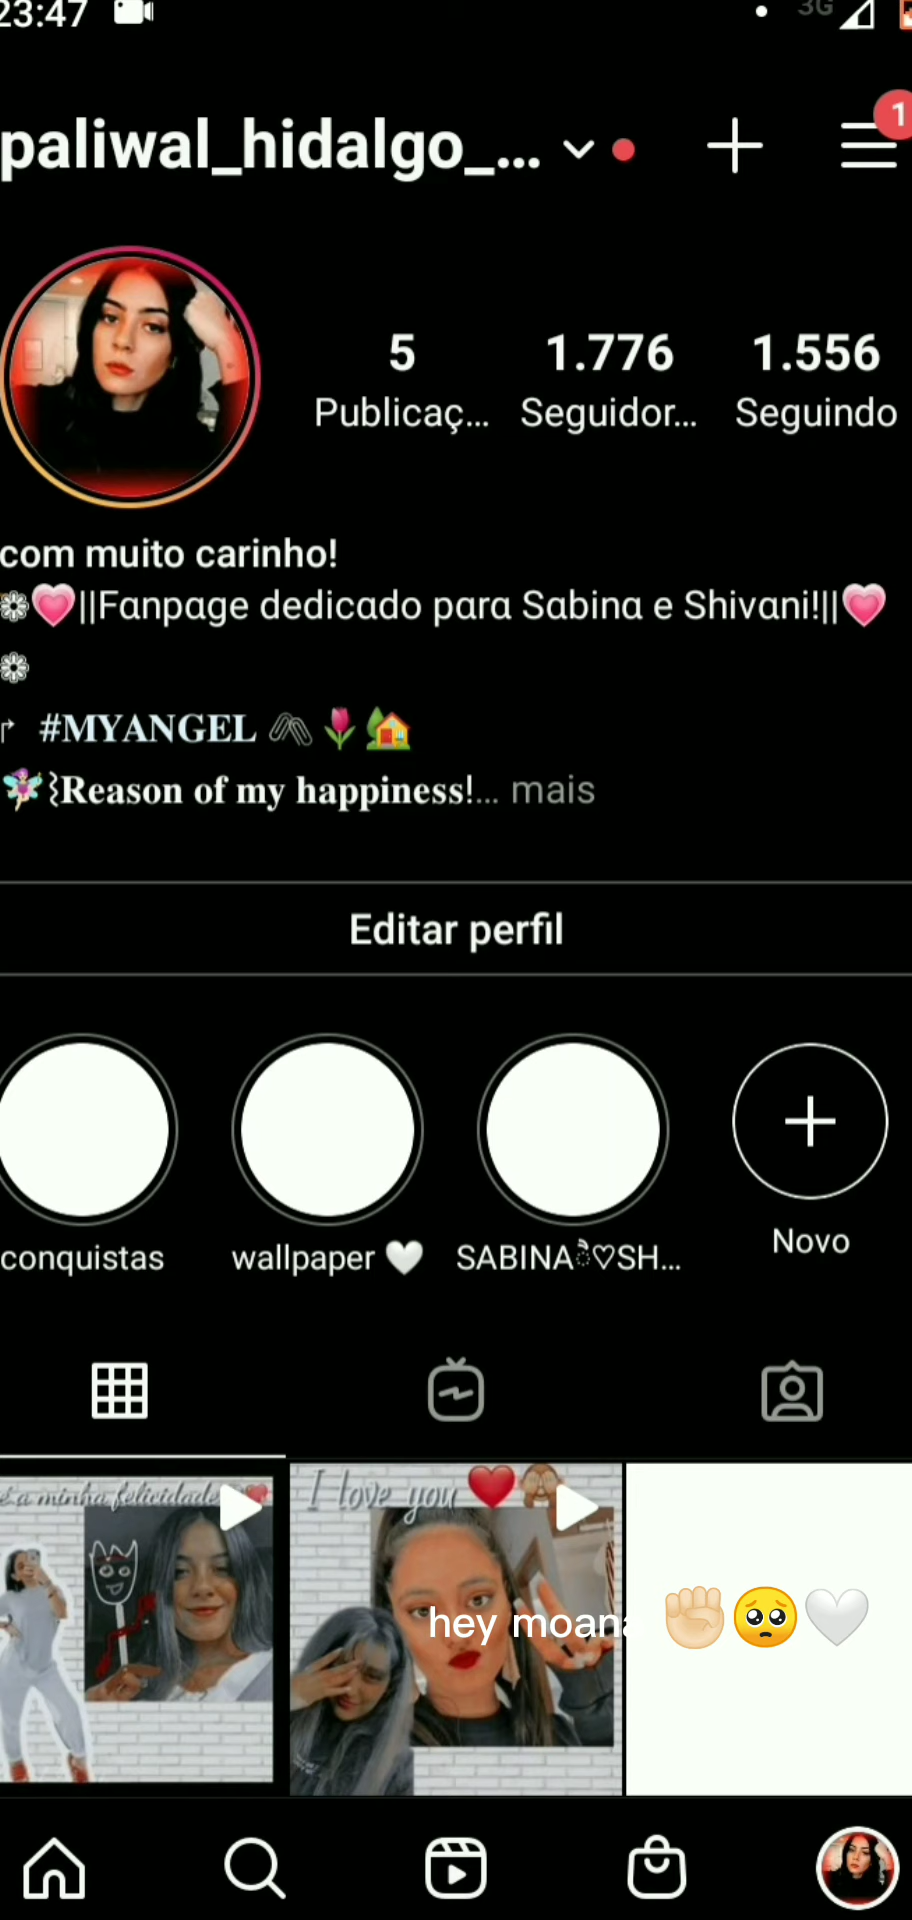 23:47
3G
paliwal_hidalgo_...
1
5
1.776
1.556
Publicaç...
Seguidor...
Seguindo
com muito carinho!
❁💗||Fanpage dedicado para Sabina e Shivani!||💗
❁
↱ #MYANGEL 🖇🌷🏡
🧚‍♀️⌇Reason of my happiness!... mais
Editar perfil
conquistas
wallpaper 🤍
SABINA ♡SH...
Novo
é a minha felicidade
I love you ❤️🙈
hey moana ✊🏻🥺🤍